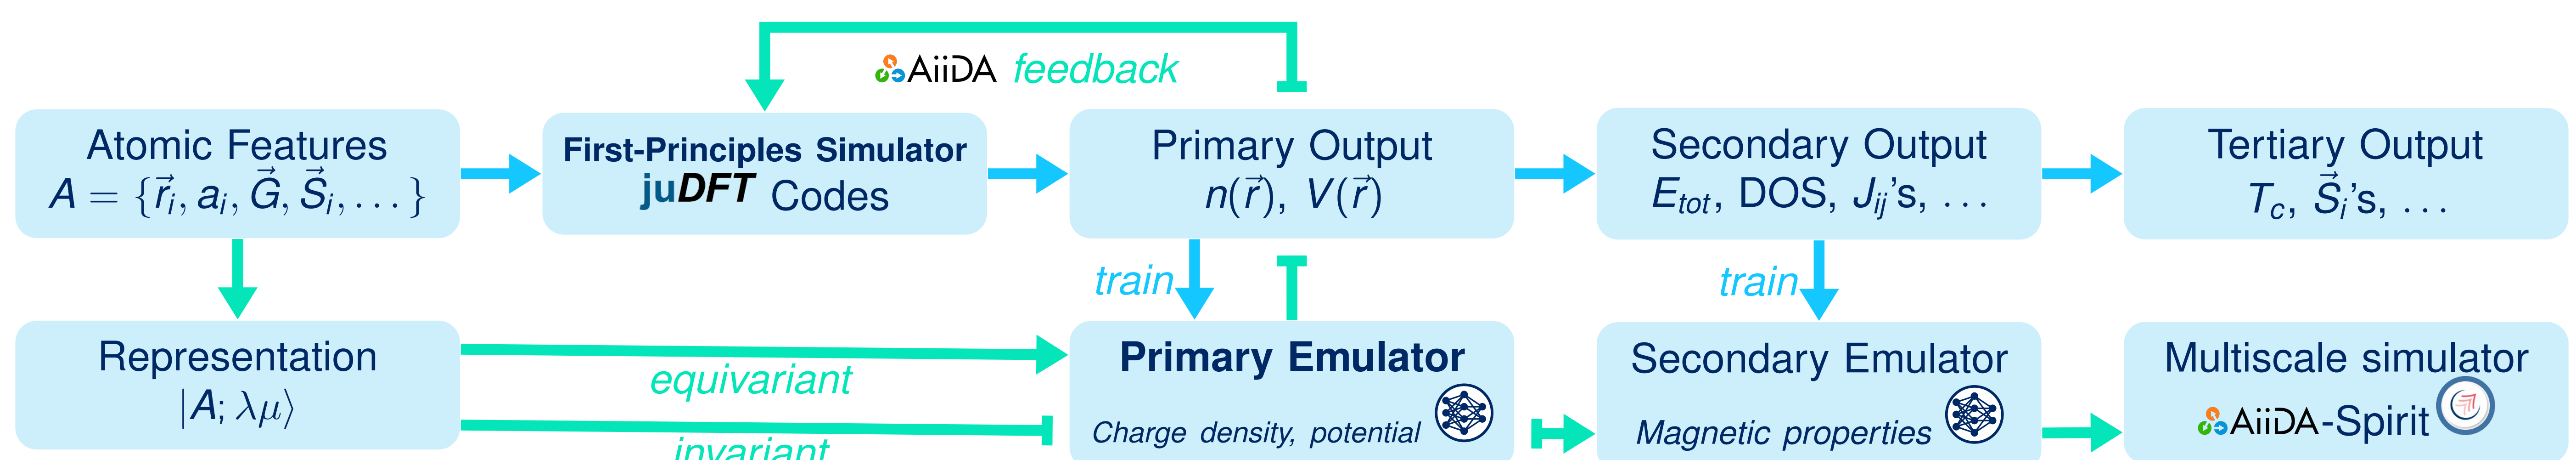 AiiDA feedback
Atomic Features
A = {r⃗ᵢ, aᵢ, G⃗, S⃗ᵢ, . . . }
First-Principles Simulator
juDFT Codes
Primary Output
n(r⃗), V(r⃗)
Secondary Output
E_tot, DOS, J_ij's, . . .
Tertiary Output
T_c, S⃗ᵢ's, . . .
train
train
Representation
|A; λμ⟩
equivariant
invariant
Primary Emulator
Charge density, potential
Secondary Emulator
Magnetic properties
Multiscale simulator
AiiDA-Spirit